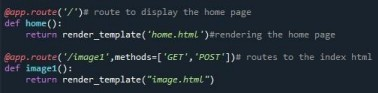 @app.route('/')# route to display the home page
def home():
    return render_template('home.html')#rendering the home page
@app.route('/image1',methods=['GET','POST'])# routes to the index html
def image1():
    return render_template("image.html")